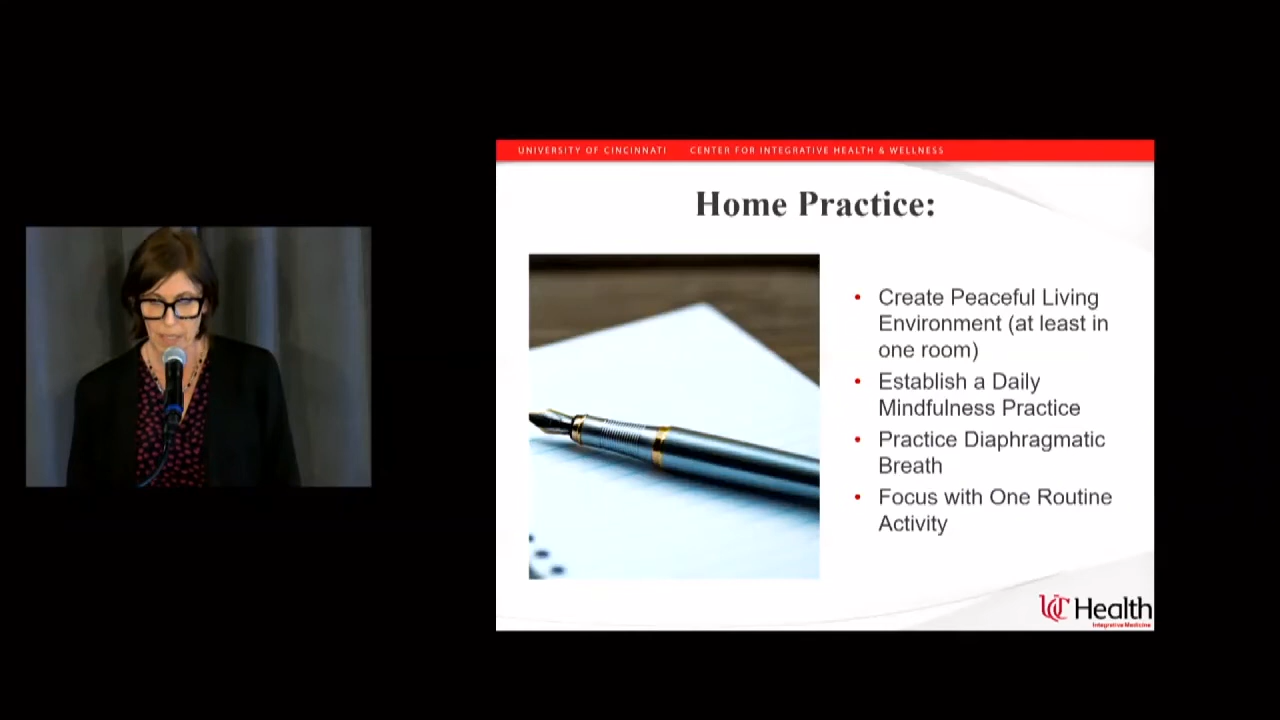 UNIVERSITY OF CINCINNATI CENTER FOR INTEGRATIVE HEALTH & WELLNESS
Home Practice:
• Create Peaceful Living
Environment (at least in
one room)
• Establish a Daily
Mindfulness Practice
• Practice Diaphragmatic
Breath
• Focus with One Routine
Activity
UC Health
Integrative Medicine